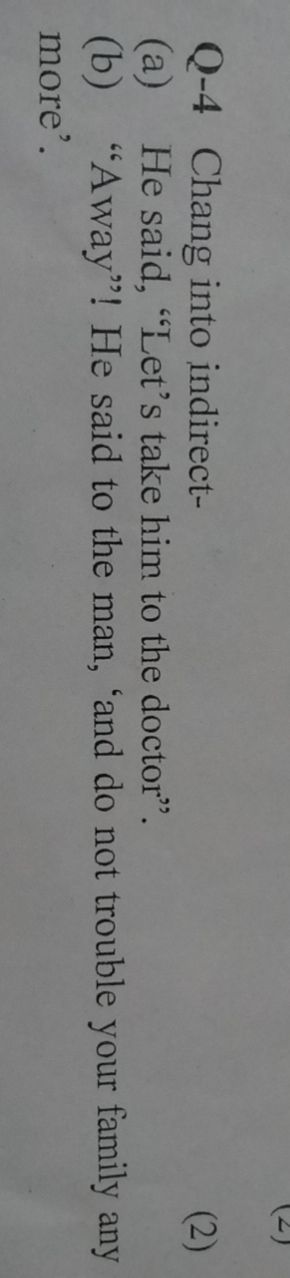 (2)
Q-4 Chang into indirect- (2)
(a) He said, “Let’s take him to the doctor”.
(b) “Away”! He said to the man, ‘and do not trouble your family any
more’.